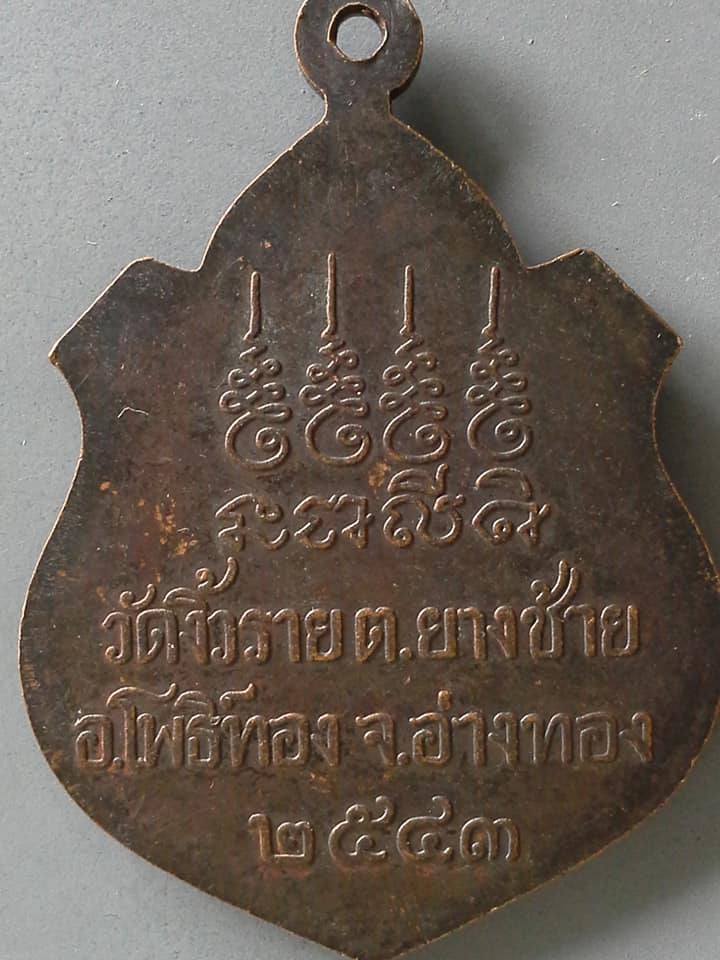 วัดงิ้วราย ต.ยางช้าย
อ.โพธิ์ทอง จ.อ่างทอง
๒๕๔๓